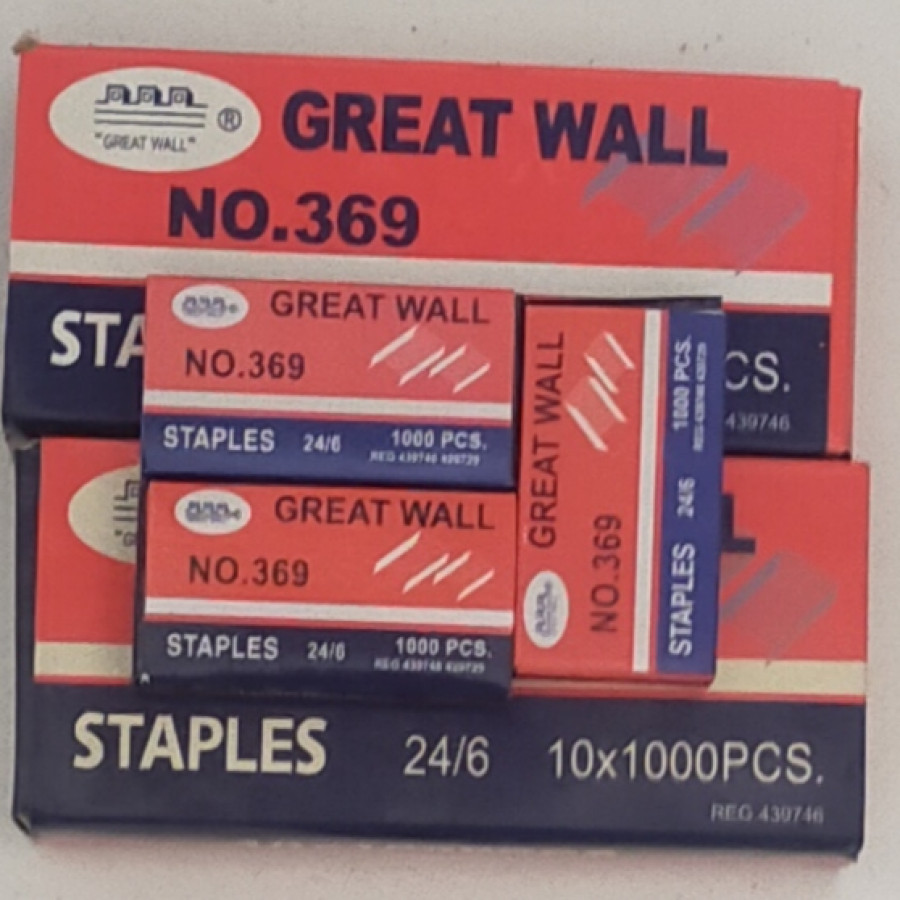 "GREAT WALL" ®
GREAT WALL
NO.369
STA
CS.
439746
GREAT WALL
NO.369
STAPLES 24/6 1000 PCS.
GREAT WALL
NO.369
STAPLES 24/6 1000 PCS.
GREAT WALL
NO.369
STAPLES 24/6 1000 PCS.
STAPLES 24/6 10x1000PCS.
REG 439746